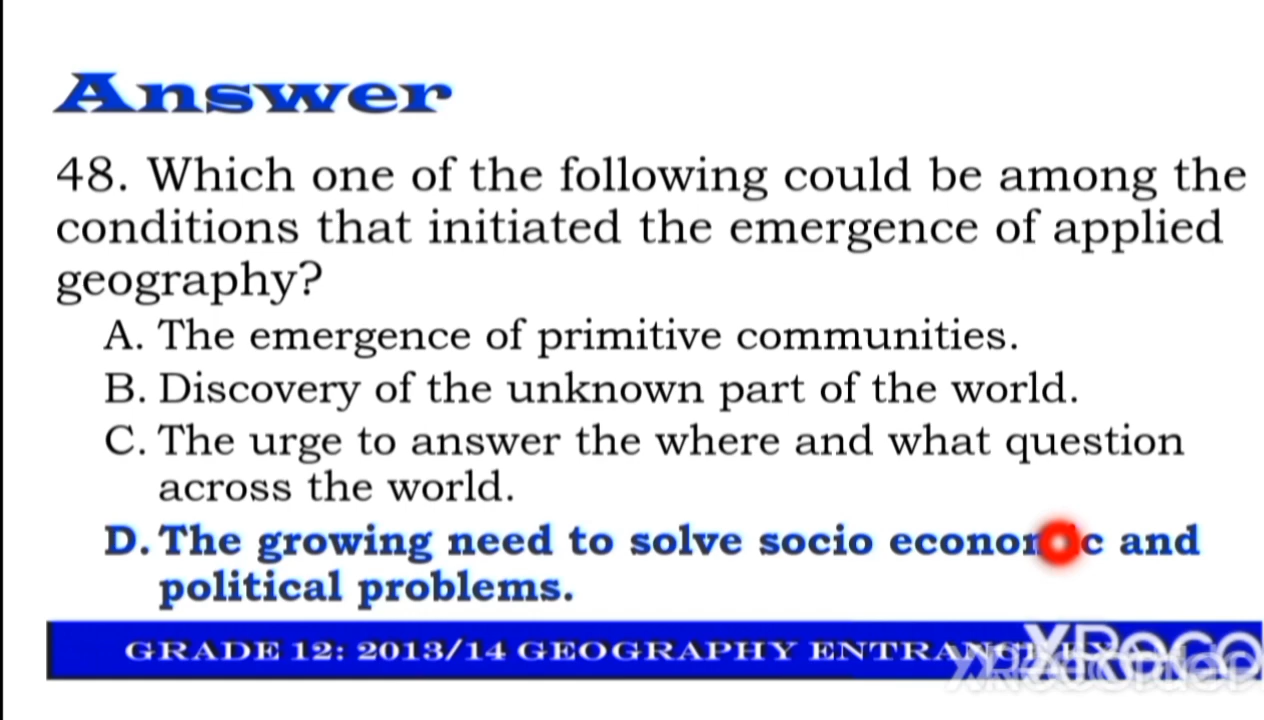 Answer
48. Which one of the following could be among the
conditions that initiated the emergence of applied
geography?
A. The emergence of primitive communities.
B. Discovery of the unknown part of the world.
C. The urge to answer the where and what question
across the world.
D. The growing need to solve socio economic and
political problems.
GRADE 12: 2013/14 GEOGRAPHY ENTRANCE